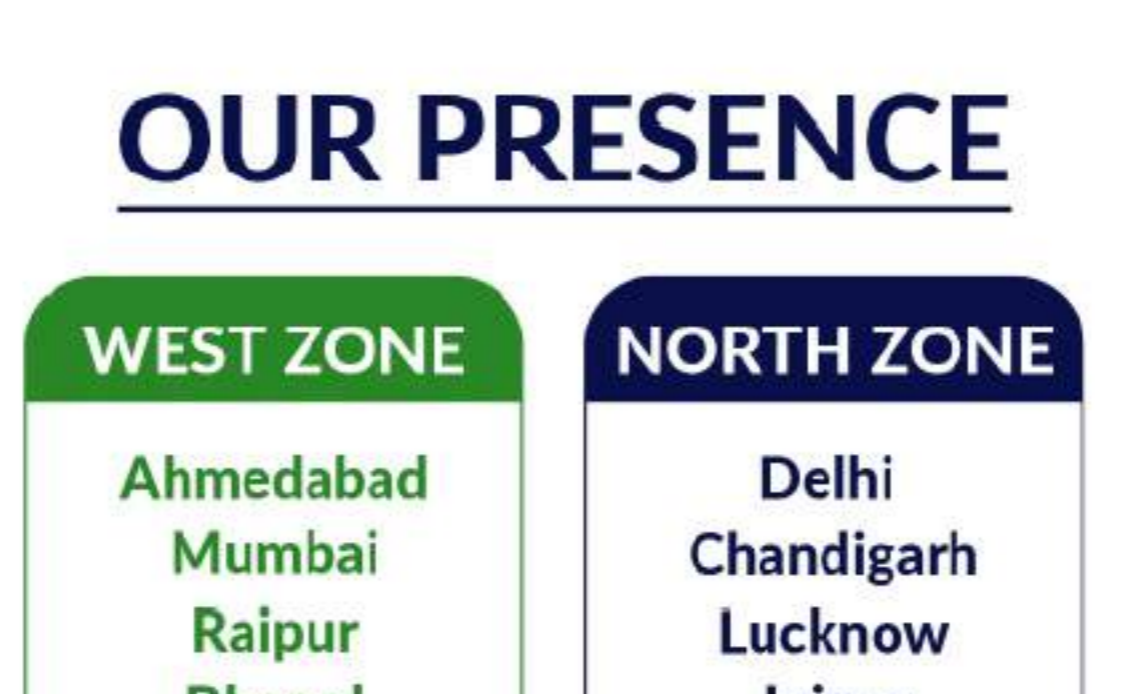 OUR PRESENCE
WEST ZONE
Ahmedabad
Mumbai
Raipur
NORTH ZONE
Delhi
Chandigarh
Lucknow